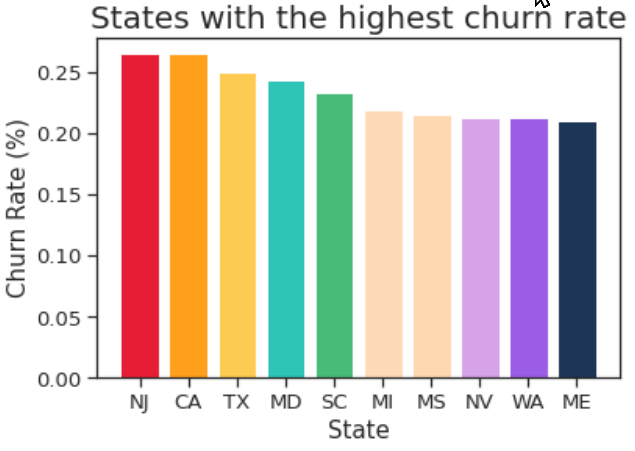 States with the highest churn rate
Churn Rate (%)
0.25
0.20
0.15
0.10
0.05
0.00
NJ CA TX MD SC MI MS NV WA ME
State